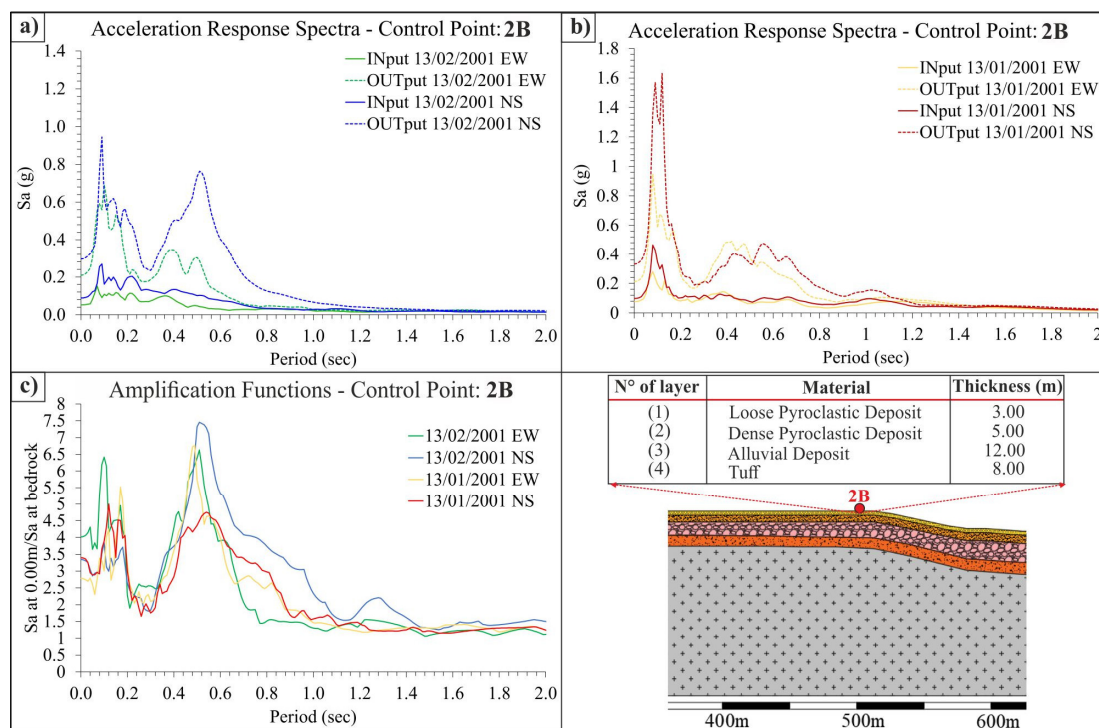 a)
Acceleration Response Spectra - Control Point: 2B
INput 13/02/2001 EW
OUTput 13/02/2001 EW
INput 13/02/2001 NS
OUTput 13/02/2001 NS
Sa (g)
1.4
1.2
1.0
0.8
0.6
0.4
0.2
0.0
0.0 0.2 0.4 0.6 0.8 1.0 1.2 1.4 1.6 1.8 2.0
Period (sec)
b)
Acceleration Response Spectra - Control Point: 2B
INput 13/01/2001 EW
OUTput 13/01/2001 EW
INput 13/01/2001 NS
OUTput 13/01/2001 NS
Sa (g)
1.8
1.6
1.4
1.2
1
0.8
0.6
0.4
0.2
0
0 0.2 0.4 0.6 0.8 1 1.2 1.4 1.6 1.8 2
Period (sec)
c)
Amplification Functions - Control Point: 2B
13/02/2001 EW
13/02/2001 NS
13/01/2001 EW
13/01/2001 NS
Sa at 0.00m/Sa at bedrock
8
7.5
7
6.5
6
5.5
5
4.5
4
3.5
3
2.5
2
1.5
1
0.5
0
0.0 0.2 0.4 0.6 0.8 1.0 1.2 1.4 1.6 1.8 2.0
Period (sec)
N° of layer Material Thickness (m)
(1) Loose Pyroclastic Deposit 3.00
(2) Dense Pyroclastic Deposit 5.00
(3) Alluvial Deposit 12.00
(4) Tuff 8.00
2B
400m 500m 600m